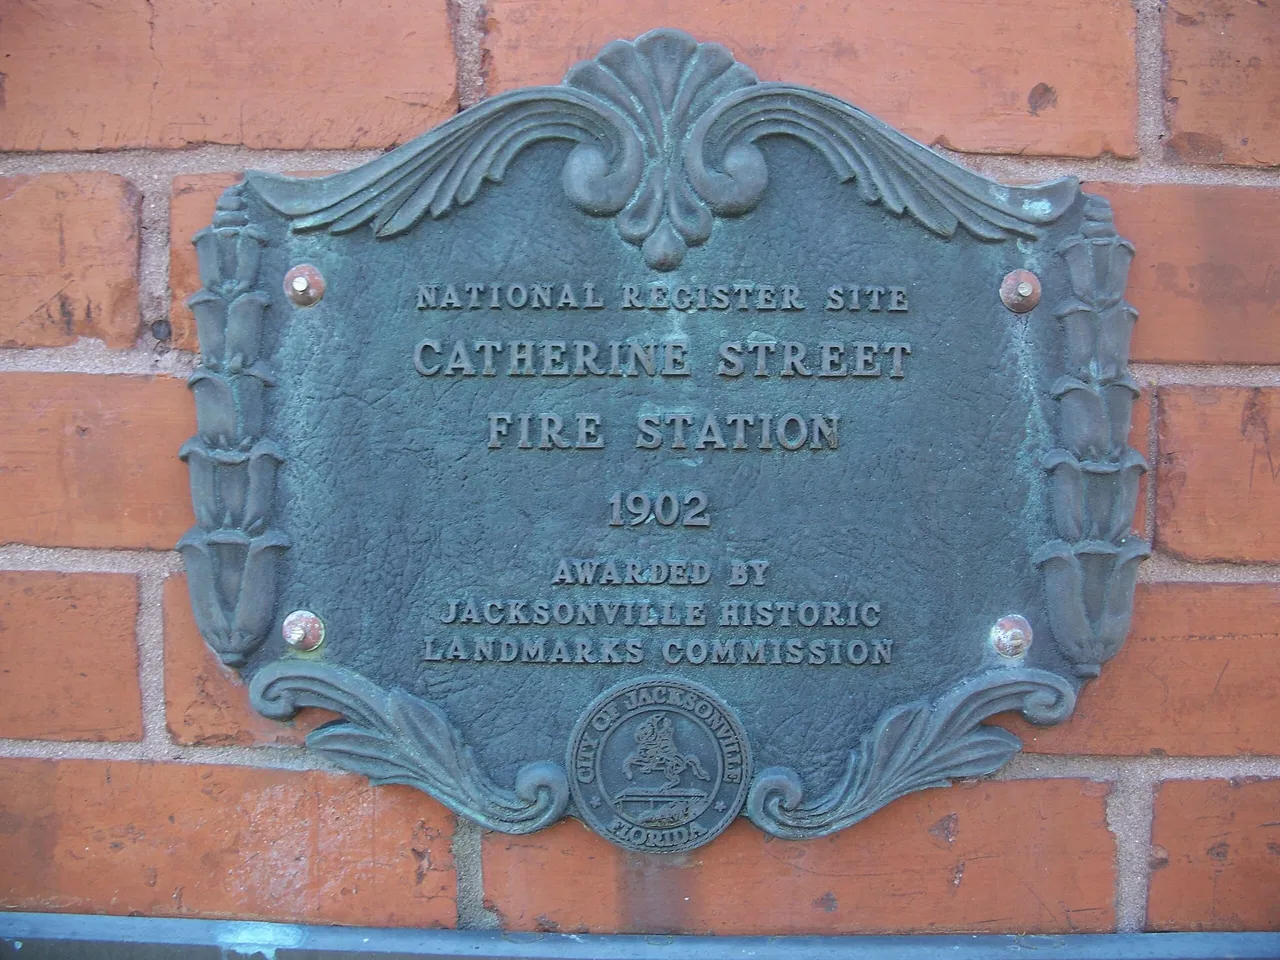 NATIONAL REGISTER SITE
CATHERINE STREET
FIRE STATION
1902
AWARDED BY
JACKSONVILLE HISTORIC
LANDMARKS COMMISSION
CITY OF JACKSONVILLE
FLORIDA